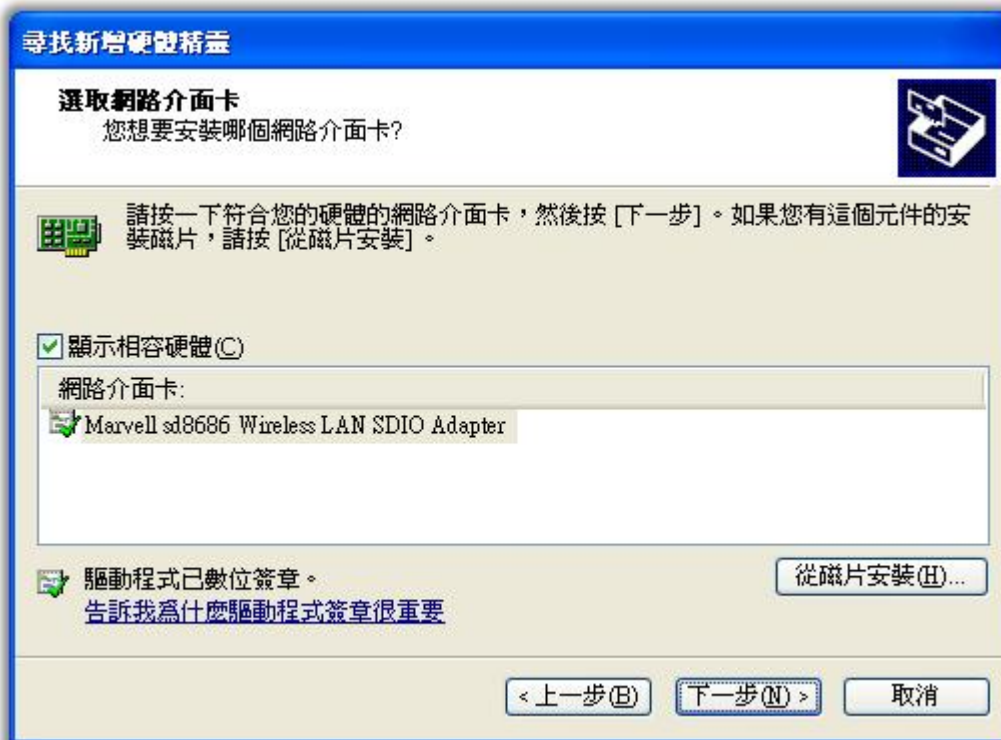 尋找新增硬體精靈
選取網路介面卡
您想要安裝哪個網路介面卡?
請按一下符合您的硬體的網路介面卡，然後按 [下一步] 。如果您有這個元件的安
裝磁片，請按 [從磁片安裝] 。
顯示相容硬體(C)
網路介面卡:
Marvell sd8686 Wireless LAN SDIO Adapter
驅動程式已數位簽章。
從磁片安裝(H)...
告訴我為什麼驅動程式簽章很重要
< 上一步(B)
下一步(N) >
取消